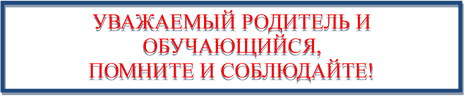 УВАЖАЕМЫЙ РОДИТЕЛЬ И
ОБУЧАЮЩИЙСЯ,
ПОМНИТЕ И СОБЛЮДАЙТЕ!